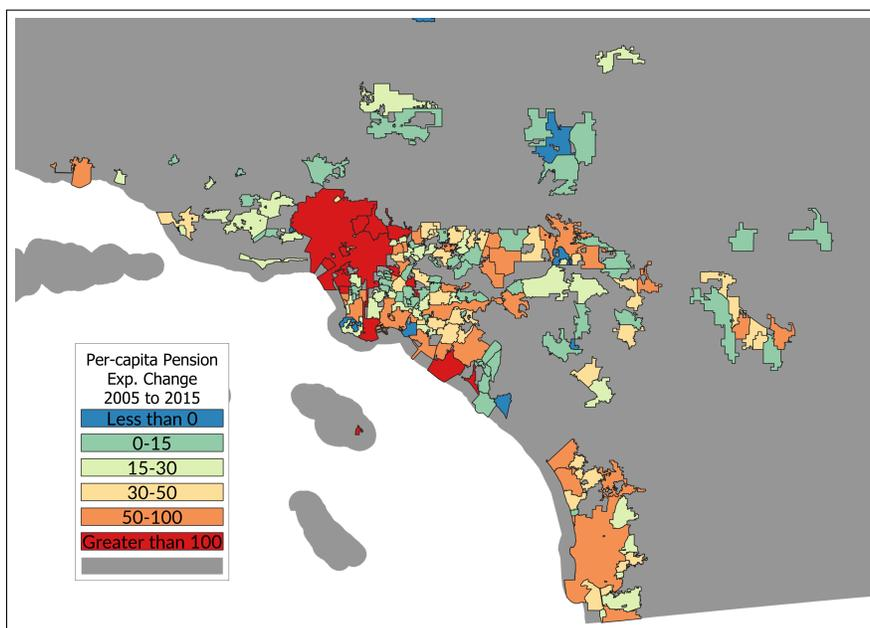 Per-capita Pension
Exp. Change
2005 to 2015
Less than 0
0-15
15-30
30-50
50-100
Greater than 100